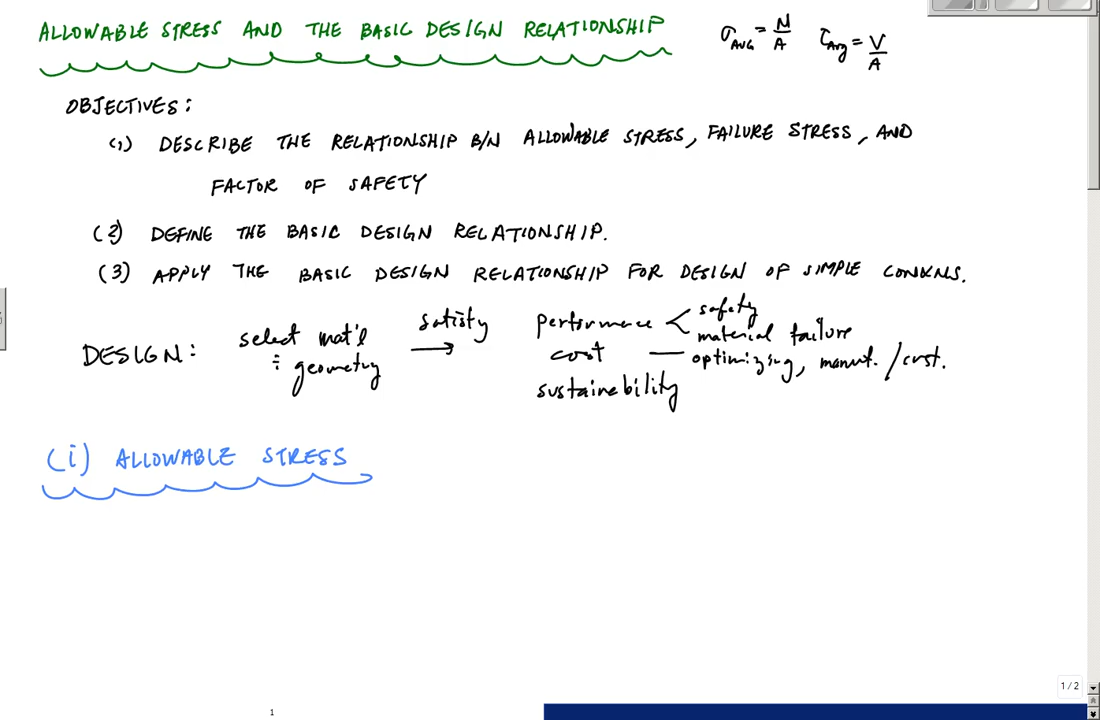 ALLOWABLE STRESS AND THE BASIC DESIGN RELATIONSHIP
σAVG = N/A τAvg = V/A
OBJECTIVES:
(1) DESCRIBE THE RELATIONSHIP B/N ALLOWABLE STRESS, FAILURE STRESS, AND
FACTOR OF SAFETY
(2) DEFINE THE BASIC DESIGN RELATIONSHIP.
(3) APPLY THE BASIC DESIGN RELATIONSHIP FOR DESIGN OF SIMPLE
DESIGN: select mat'l
geometry
satisfy
→
performance < safety
material failure
cost — optimizing, manuf. / cust.
sustainability
(i) ALLOWABLE STRESS
1/2
1